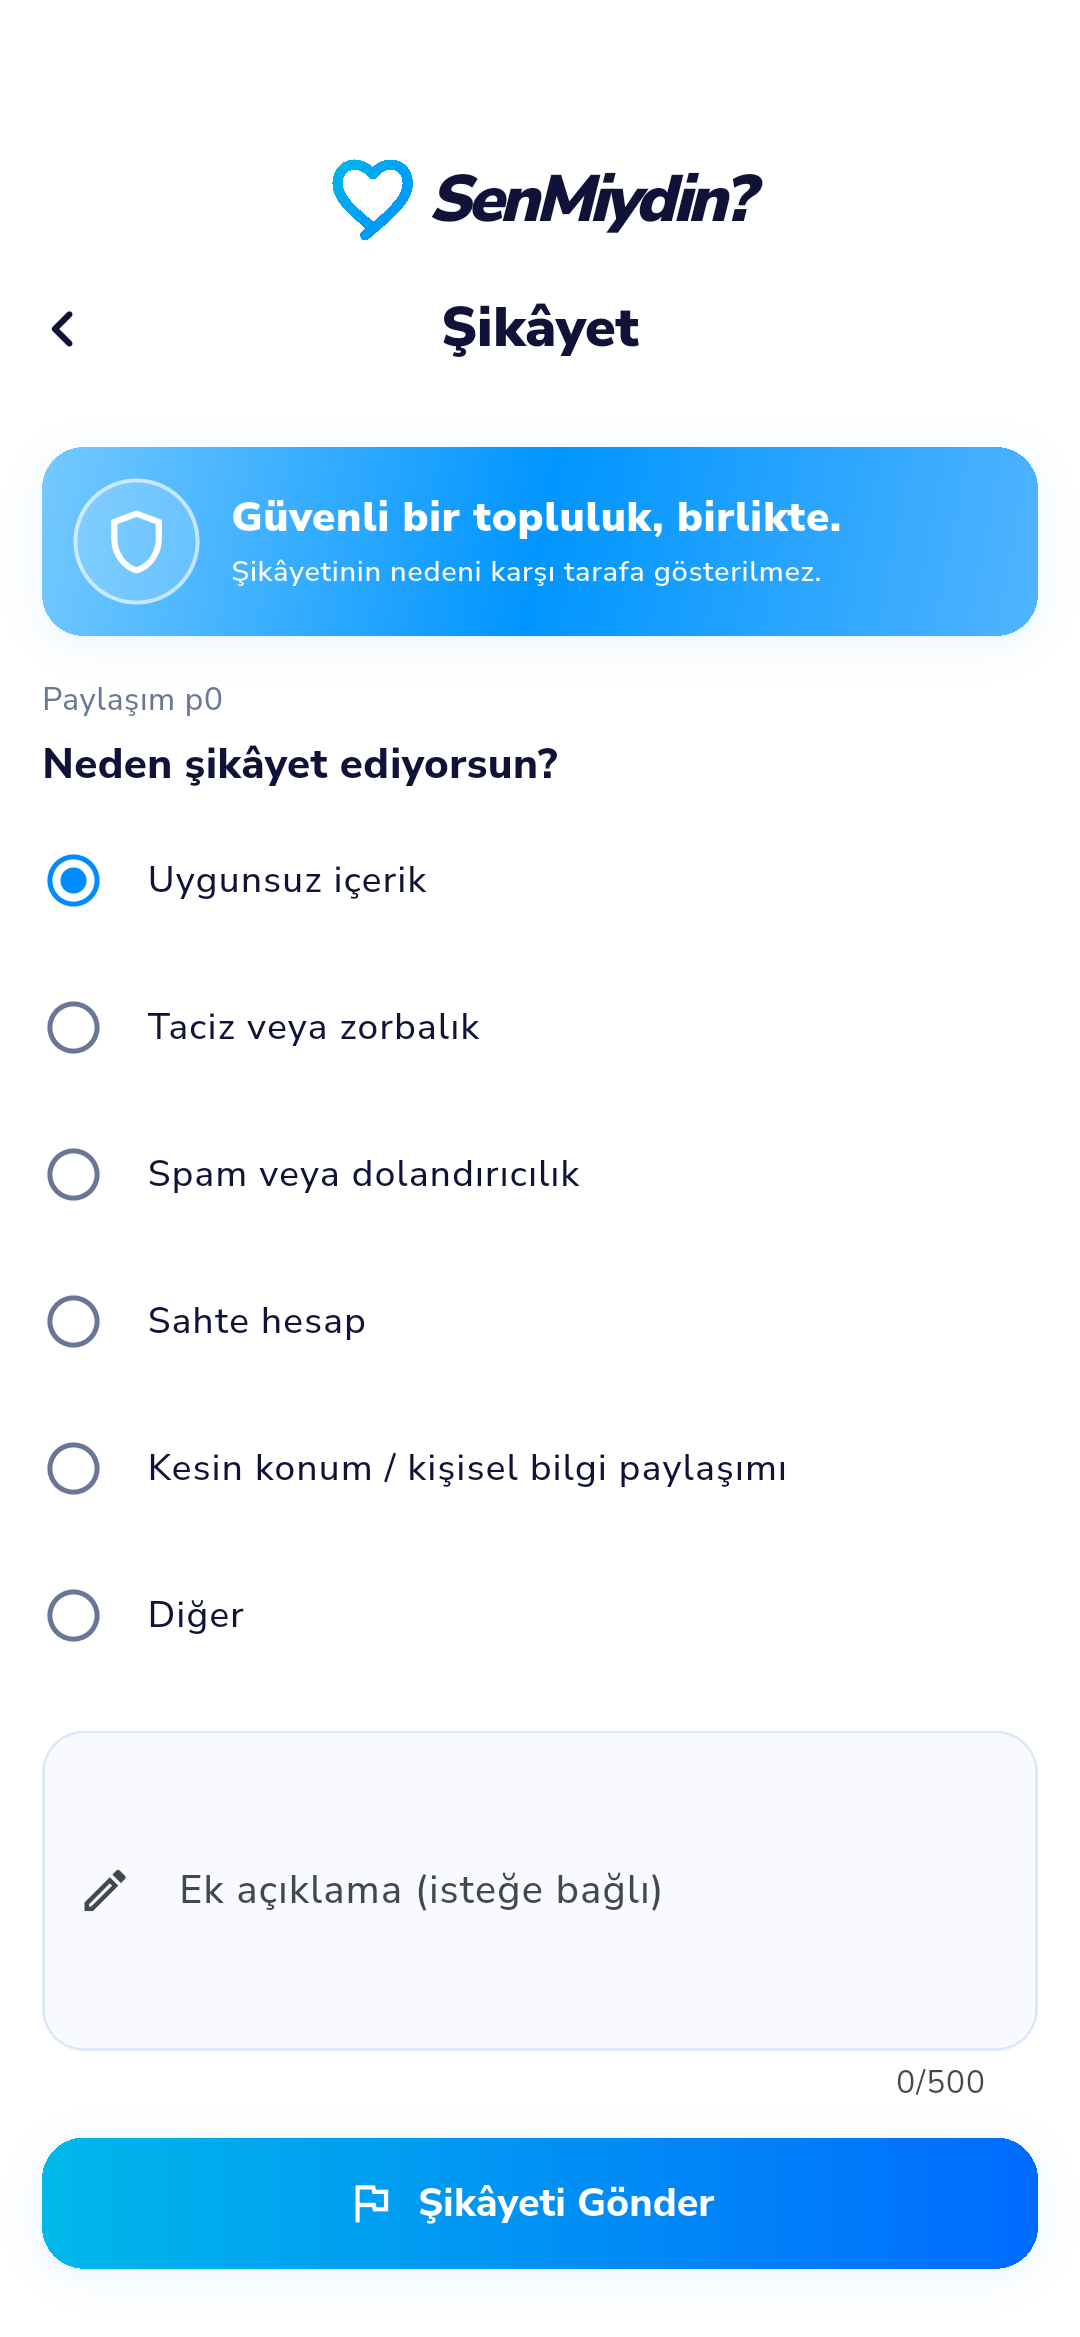 SenMiydin?
Şikâyet
Güvenli bir topluluk, birlikte.
Şikâyetinin nedeni karşı tarafa gösterilmez.
Paylaşım p0
Neden şikâyet ediyorsun?
Uygunsuz içerik
Taciz veya zorbalık
Spam veya dolandırıcılık
Sahte hesap
Kesin konum / kişisel bilgi paylaşımı
Diğer
Ek açıklama (isteğe bağlı)
0/500
Şikâyeti Gönder